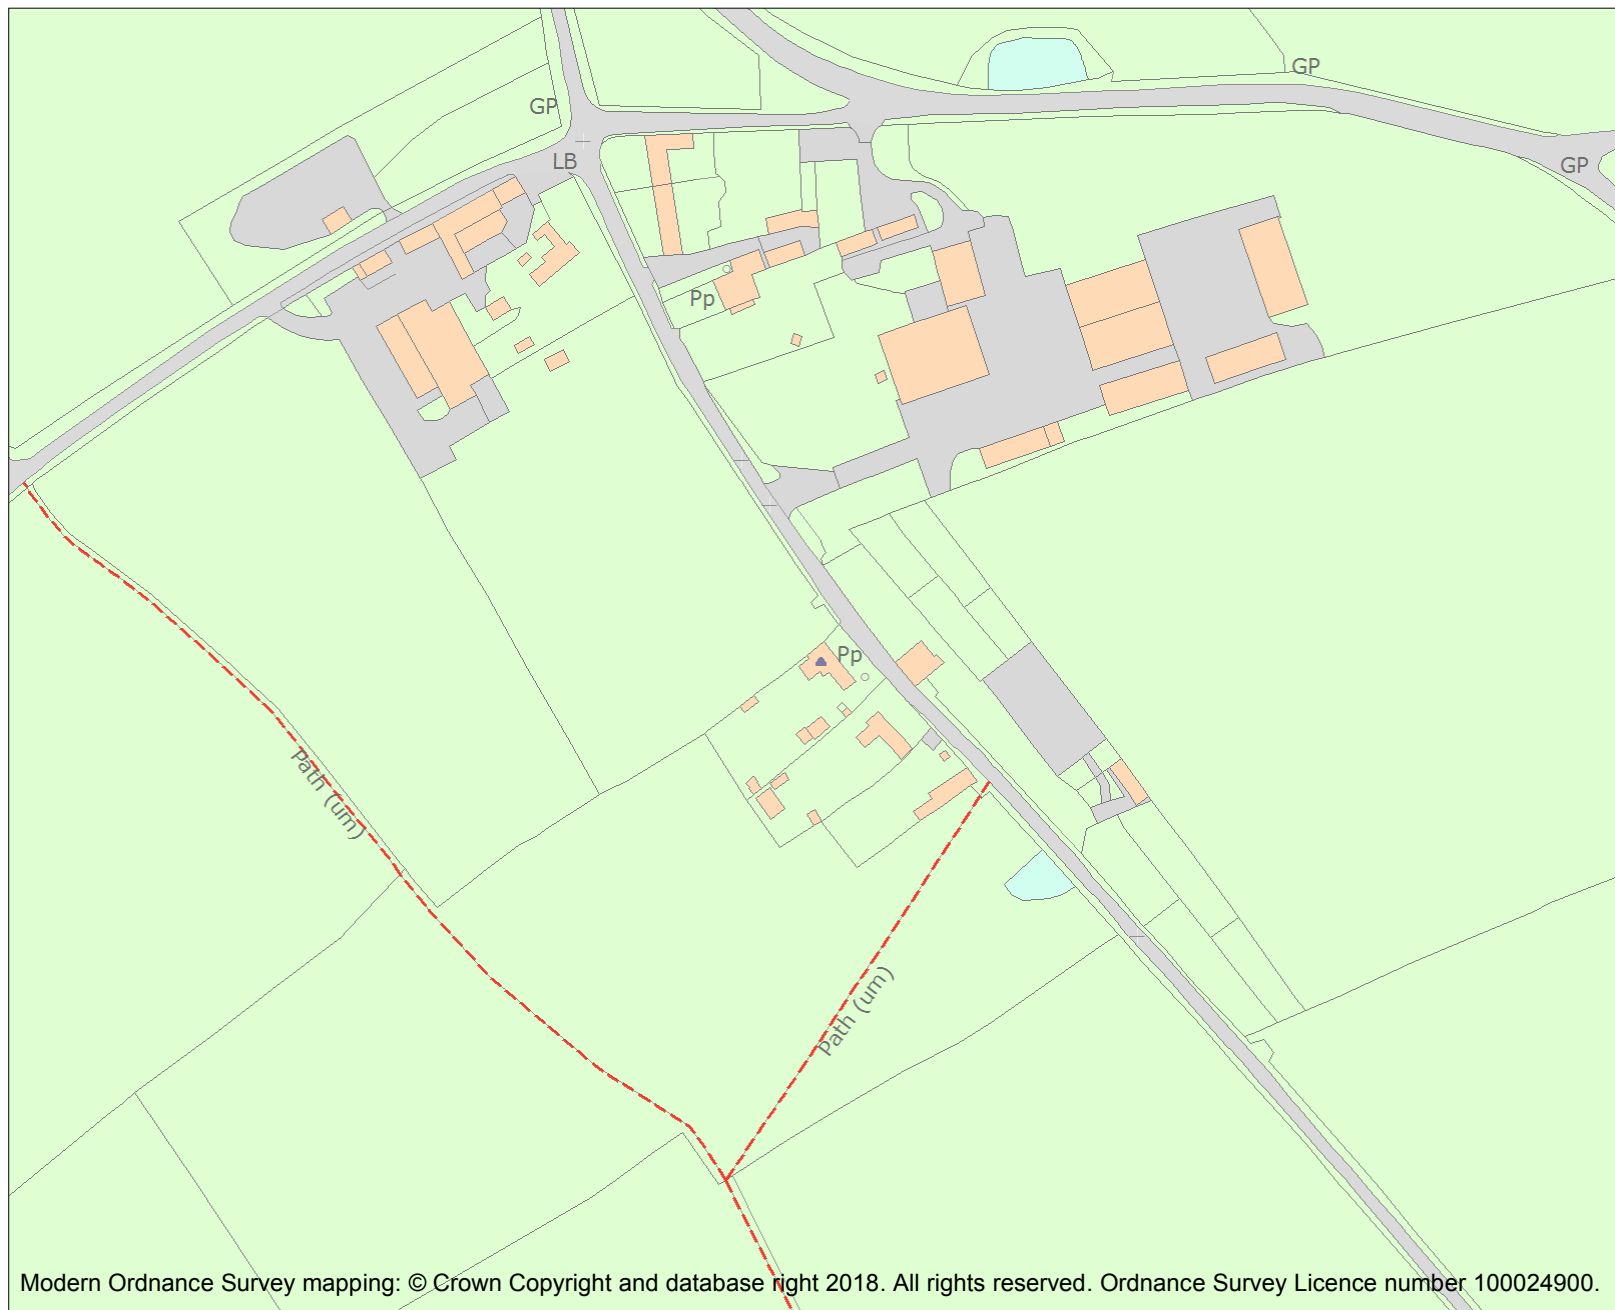 GP
GP
LB
GP
Pp
Pp
Path (um)
Path (um)
Modern Ordnance Survey mapping: © Crown Copyright and database right 2018. All rights reserved. Ordnance Survey Licence number 100024900.